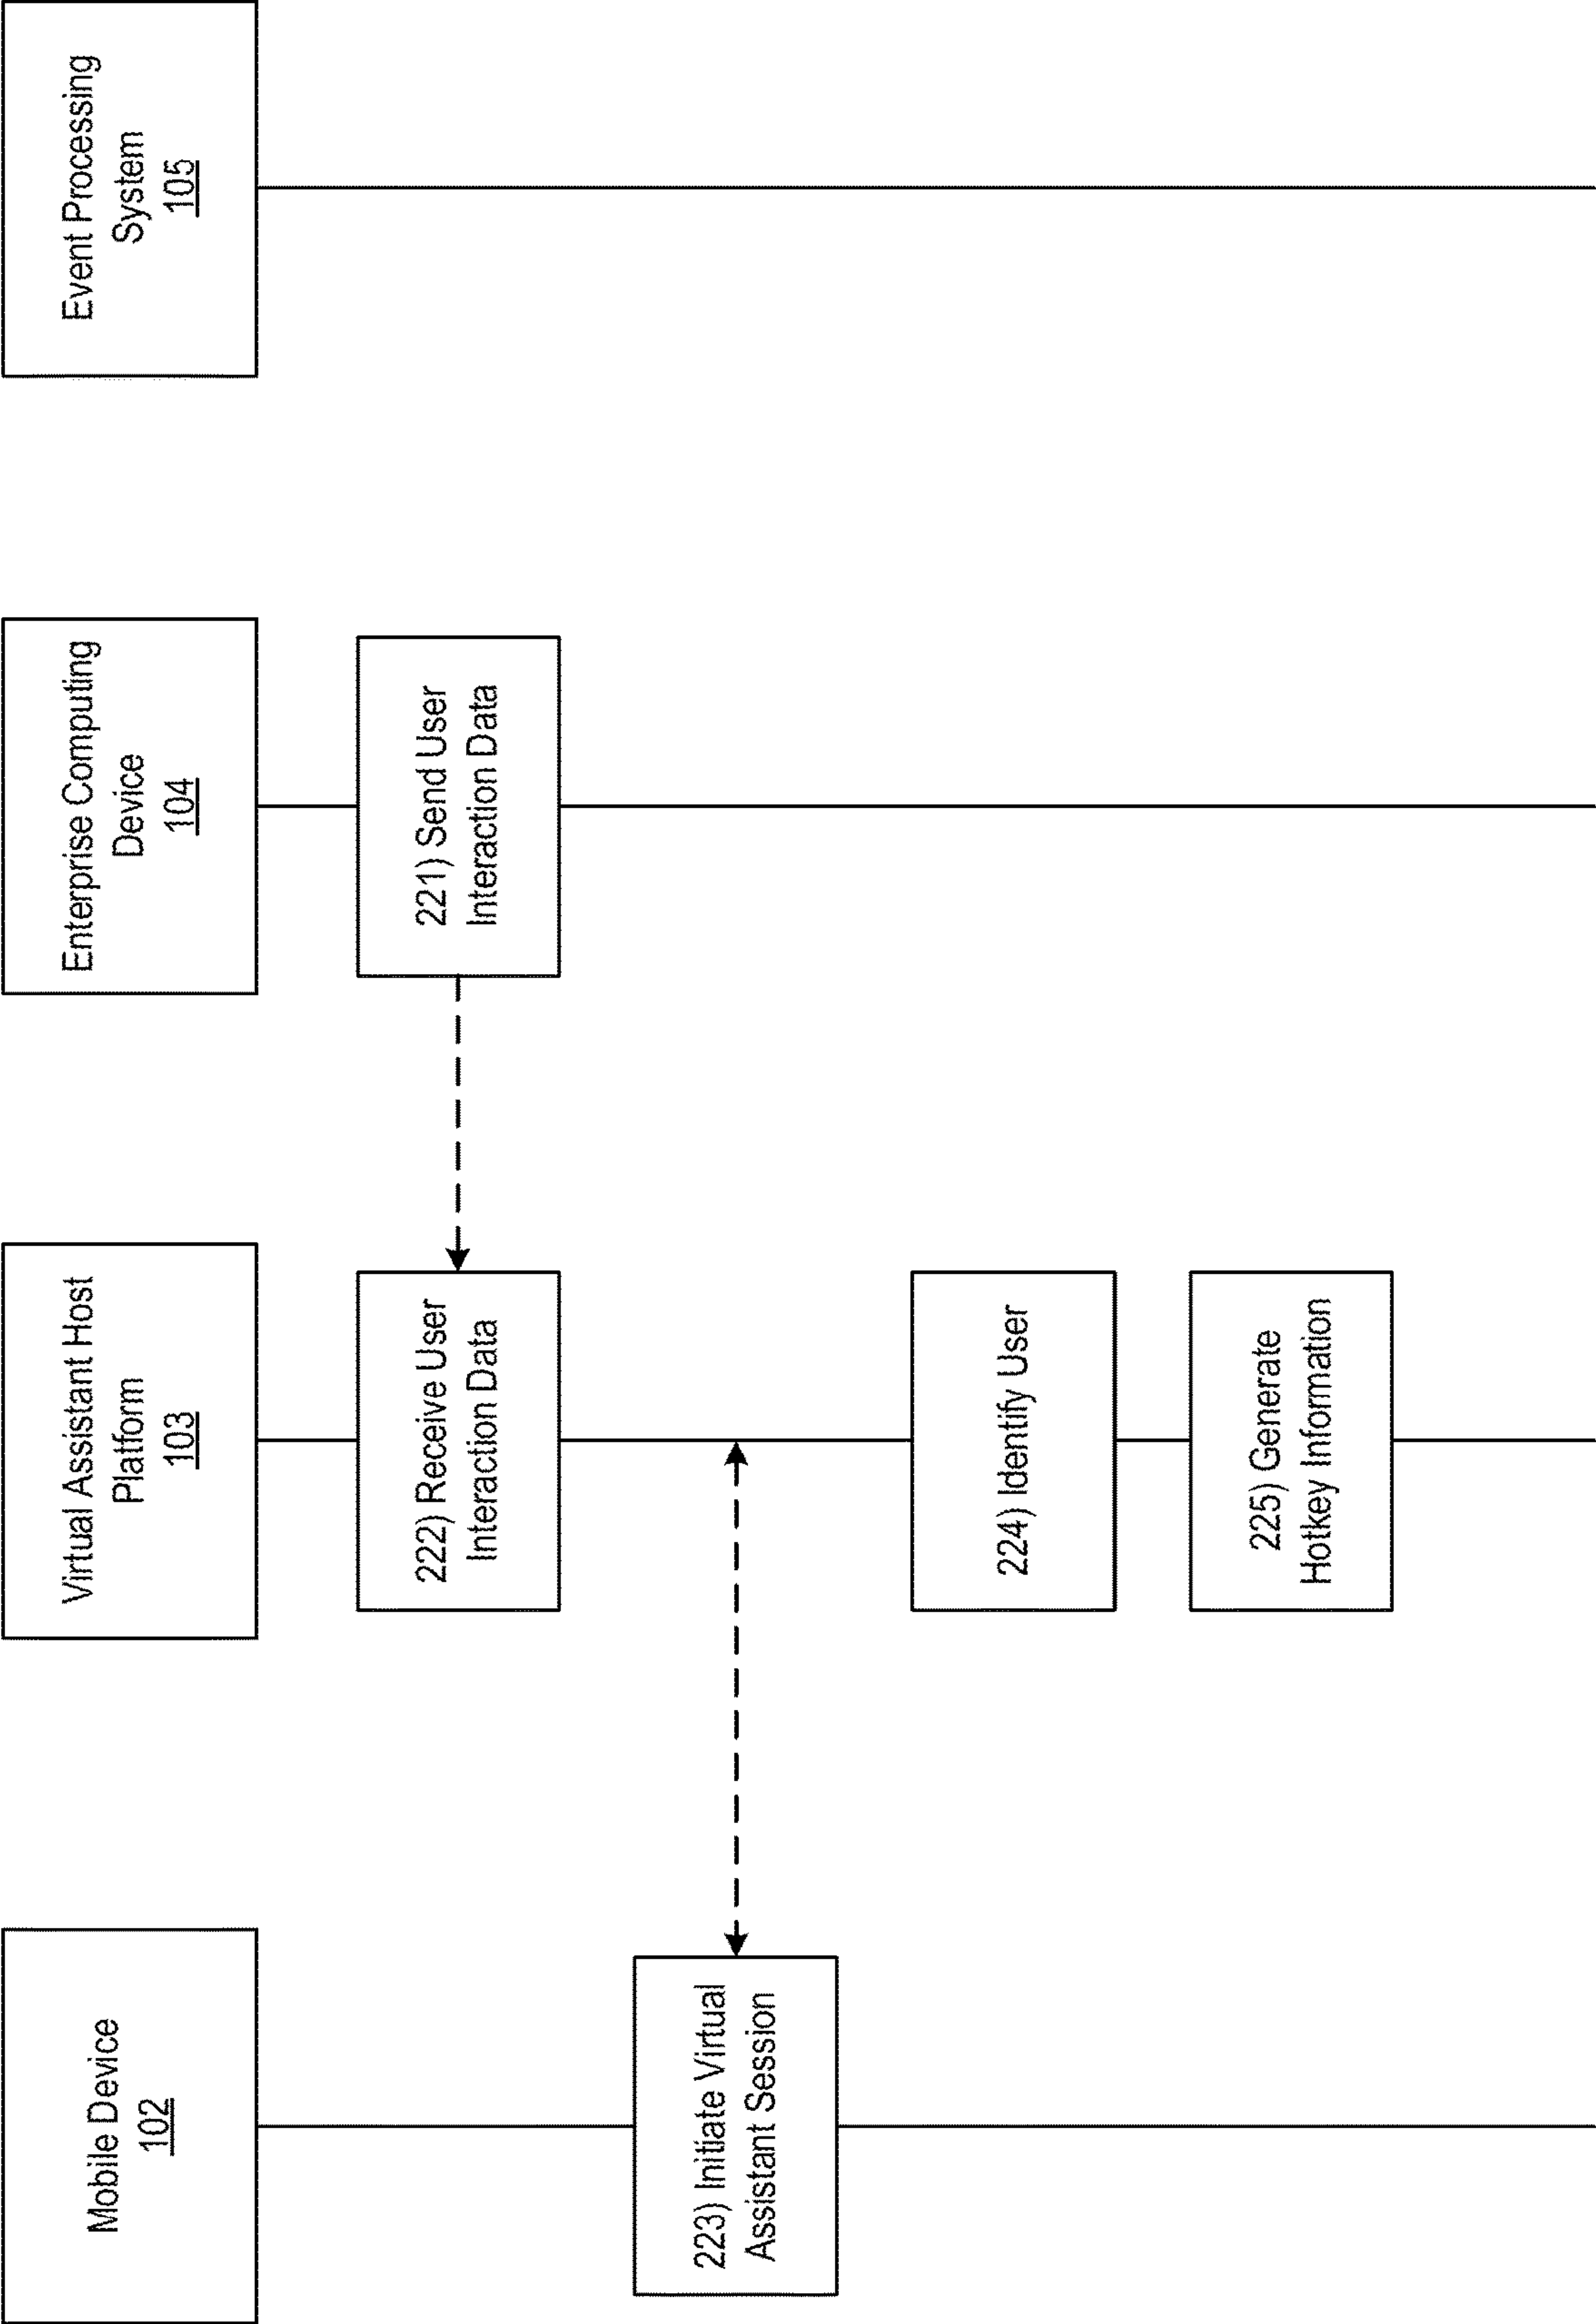 Mobile Device
102
Virtual Assistant Host
Platform
103
Enterprise Computing
Device
104
Event Processing
System
105
221) Send User
Interaction Data
222) Receive User
Interaction Data
223) Initiate Virtual
Assistant Session
224) Identify User
225) Generate
Hotkey Information